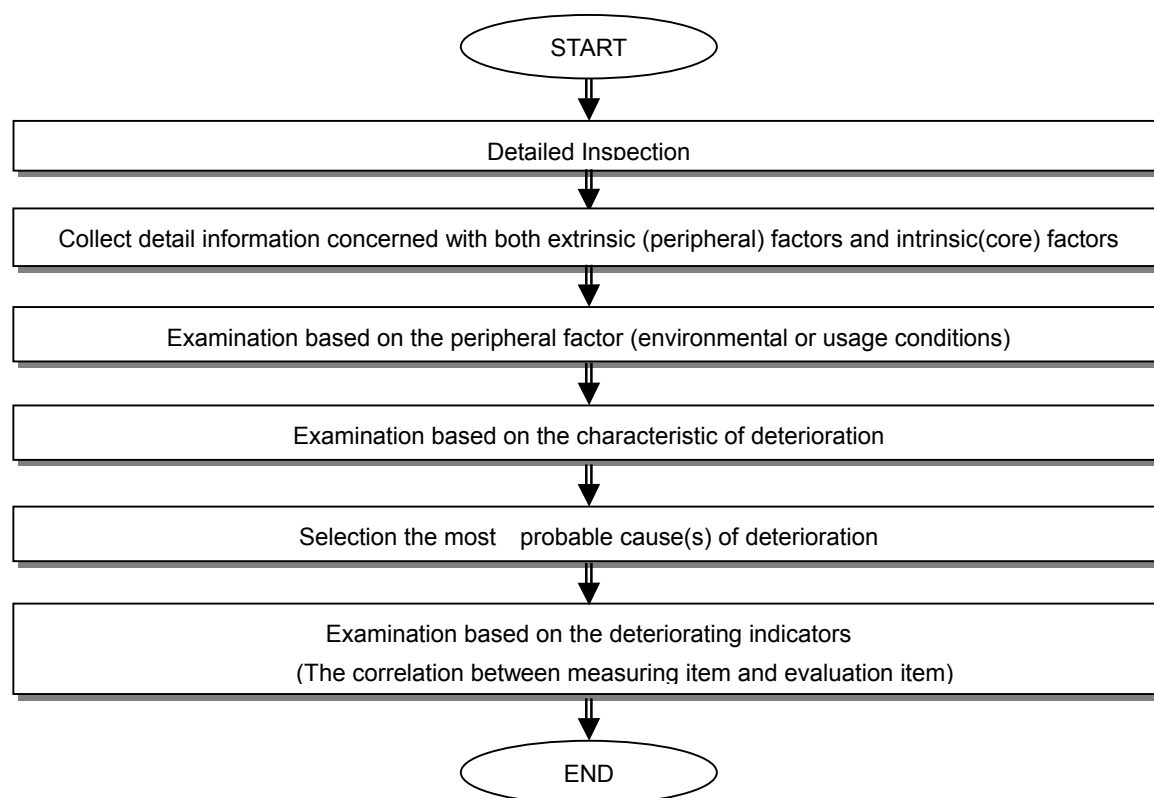 START
Detailed Inspection
Collect detail information concerned with both extrinsic (peripheral) factors and intrinsic(core) factors
Examination based on the peripheral factor (environmental or usage conditions)
Examination based on the characteristic of deterioration
Selection the most probable cause(s) of deterioration
Examination based on the deteriorating indicators
(The correlation between measuring item and evaluation item)
END